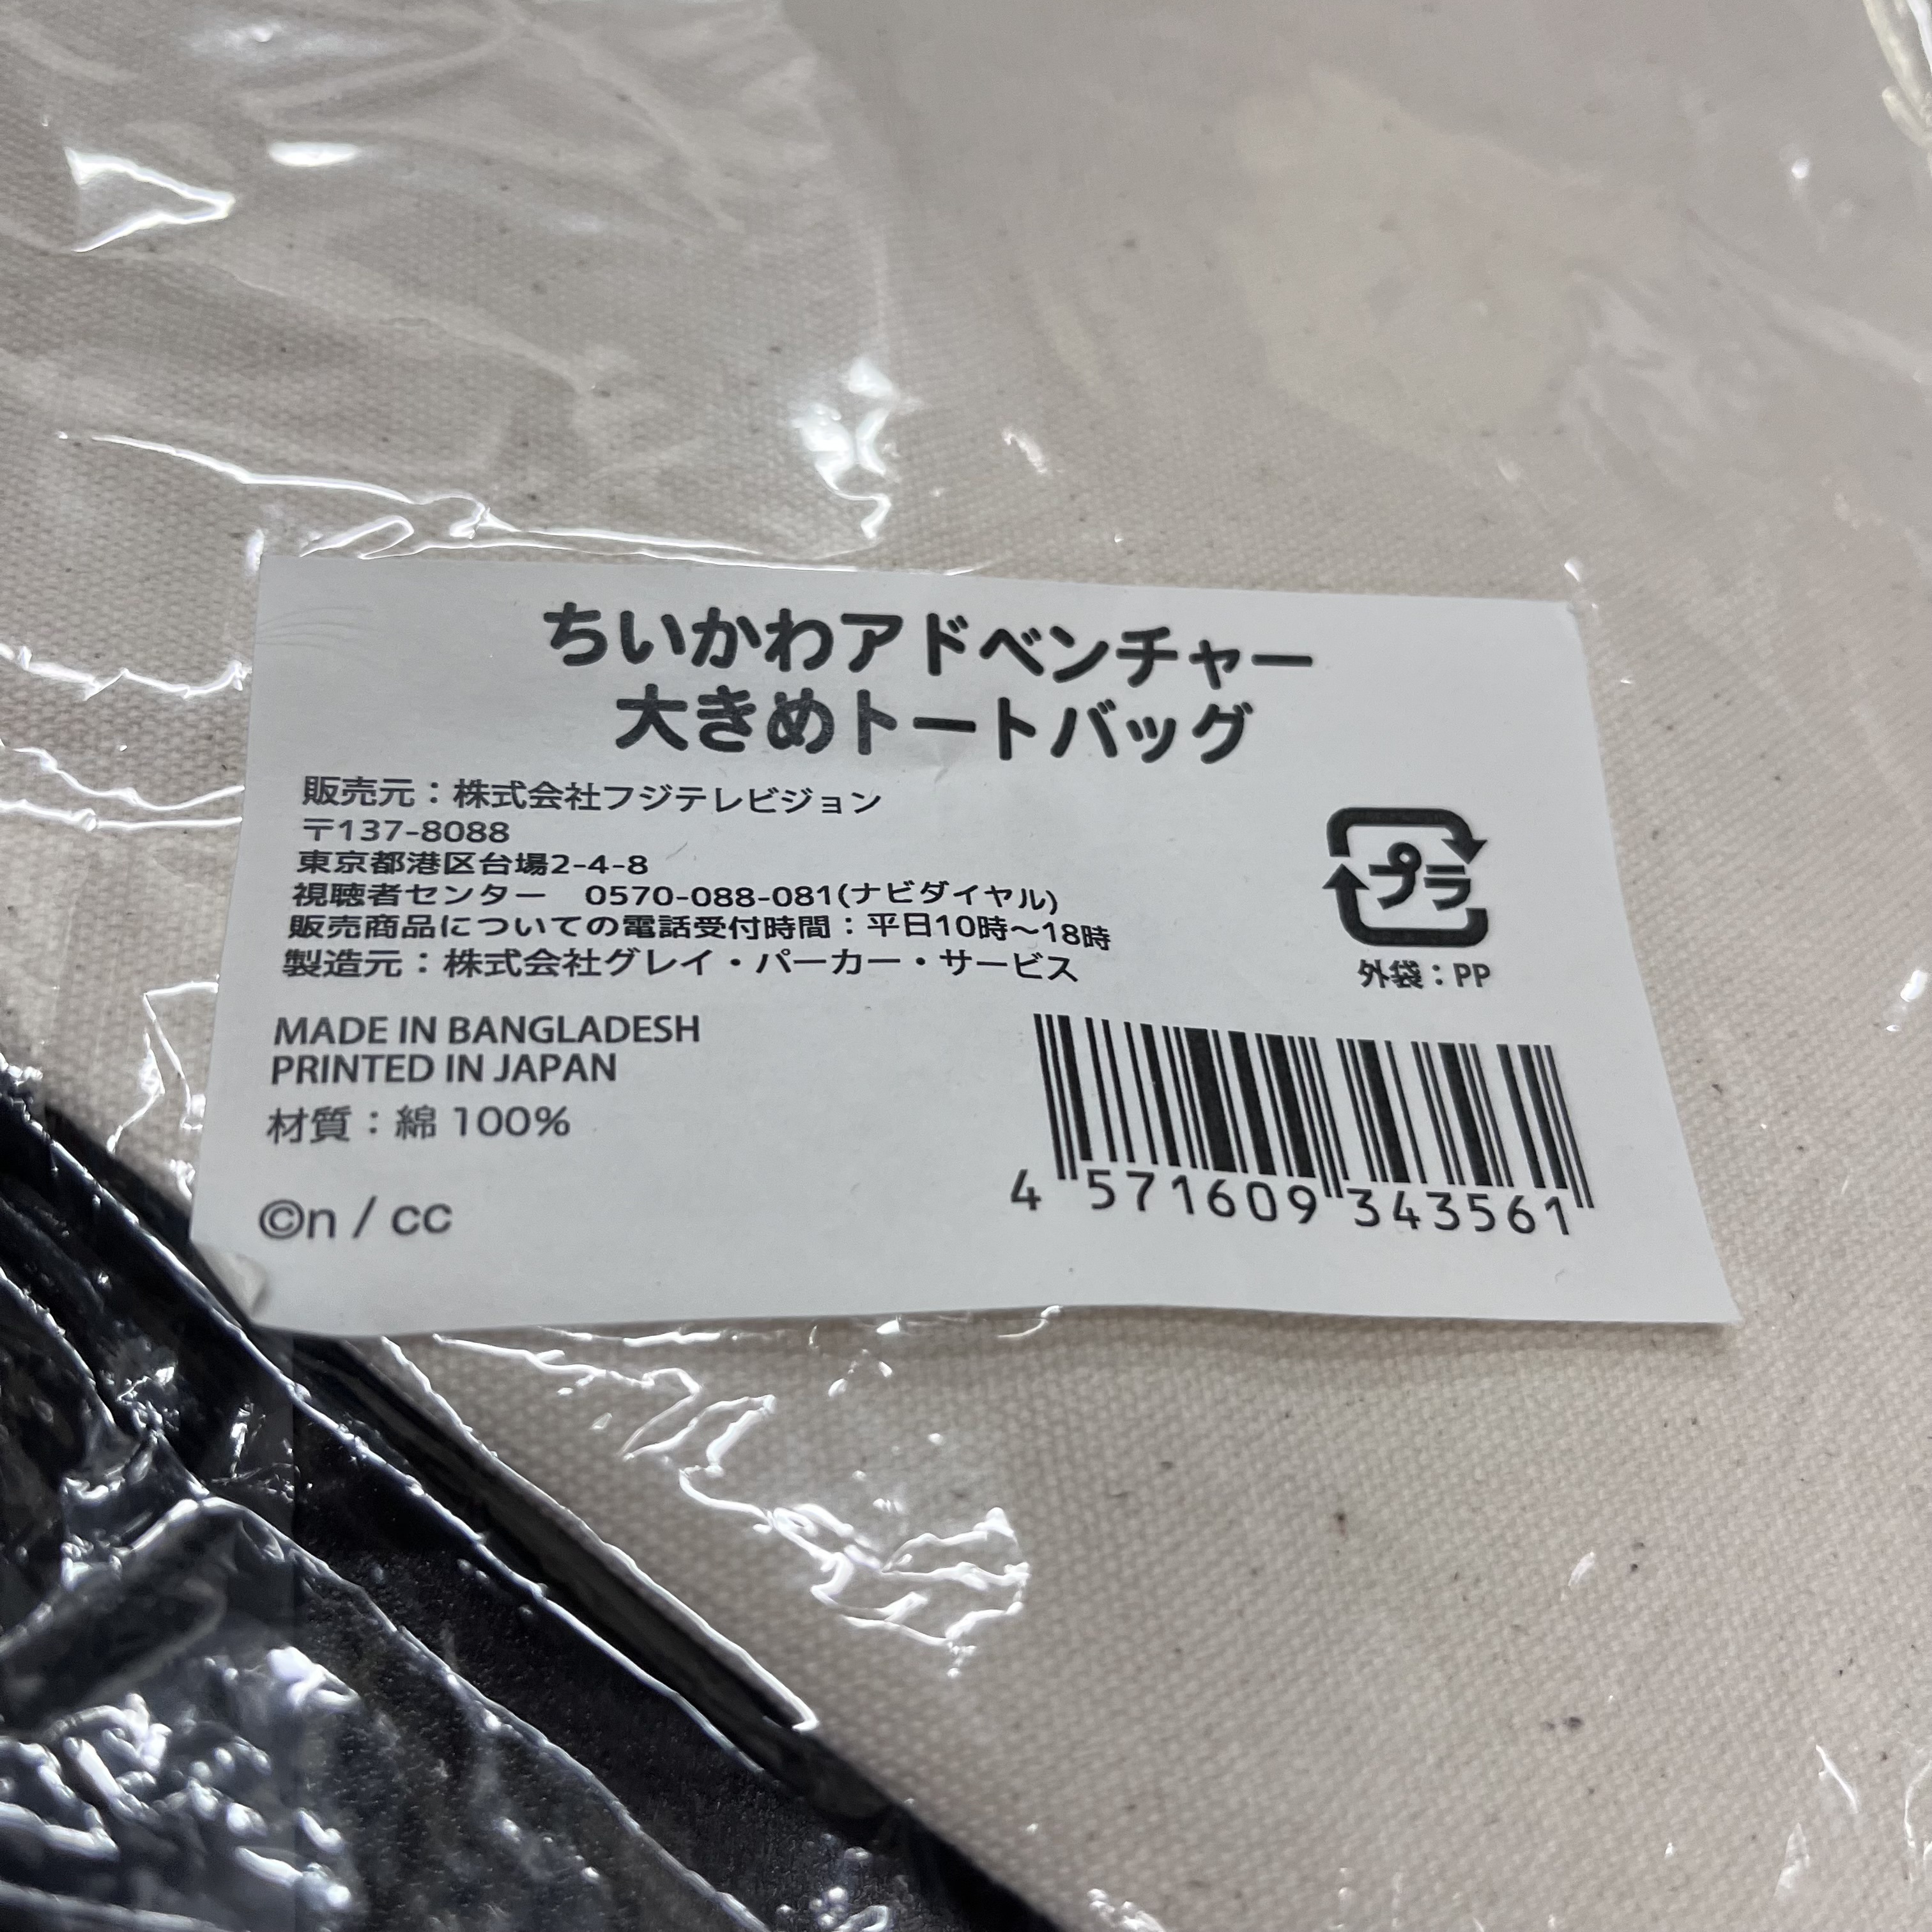 ちいかわアドベンチャー
大きめトートバッグ
販売元：株式会社フジテレビジョン
〒137-8088
東京都港区台場2-4-8
視聴者センター　0570-088-081(ナビダイヤル)
販売商品についての電話受付時間：平日10時〜18時
製造元：株式会社グレイ・パーカー・サービス
プラ
外袋：PP
MADE IN BANGLADESH
PRINTED IN JAPAN
材質：綿 100%
©n / cc
4 571609 343561